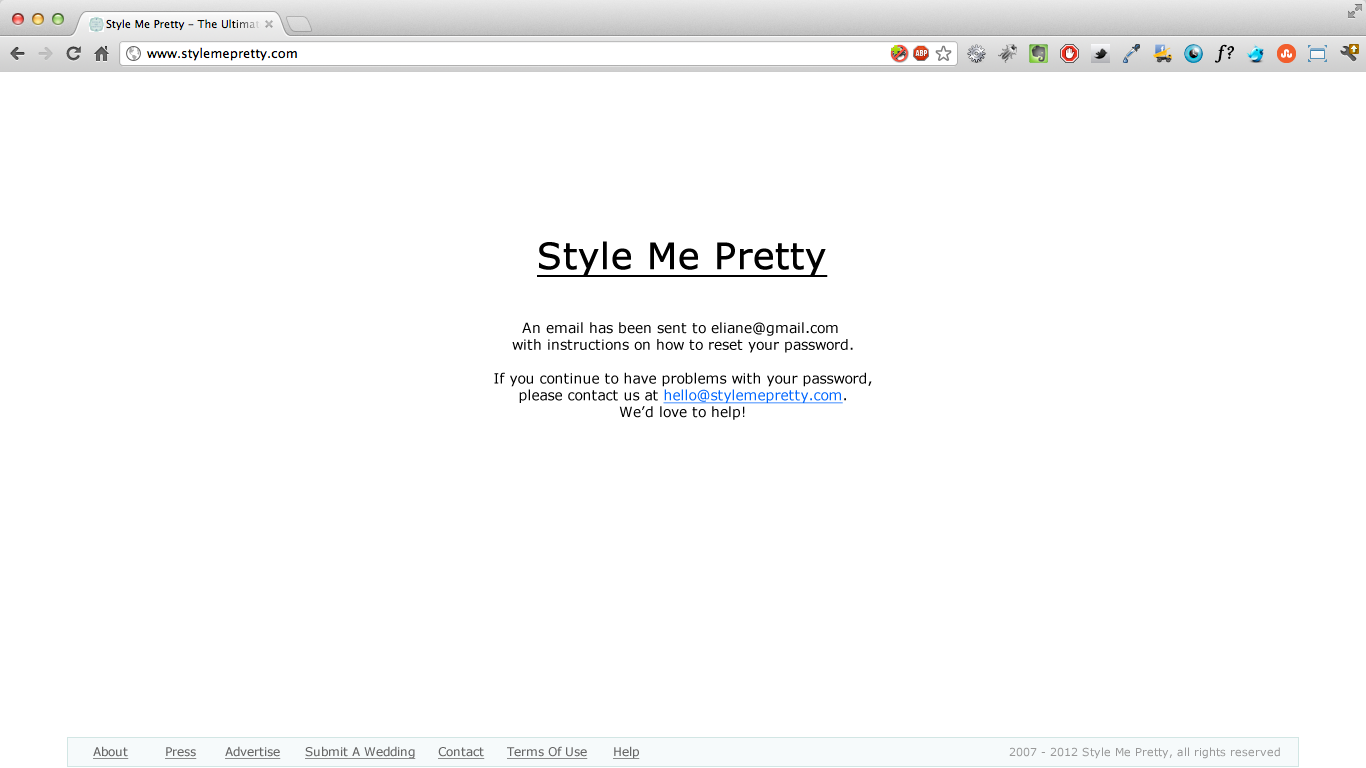 Style Me Pretty – The Ultimat
www.stylemepretty.com
ABP
f?
Style Me Pretty
An email has been sent to eliane@gmail.com
with instructions on how to reset your password.
If you continue to have problems with your password,
please contact us at hello@stylemepretty.com.
We’d love to help!
About Press Advertise Submit A Wedding Contact Terms Of Use Help 2007 - 2012 Style Me Pretty, all rights reserved